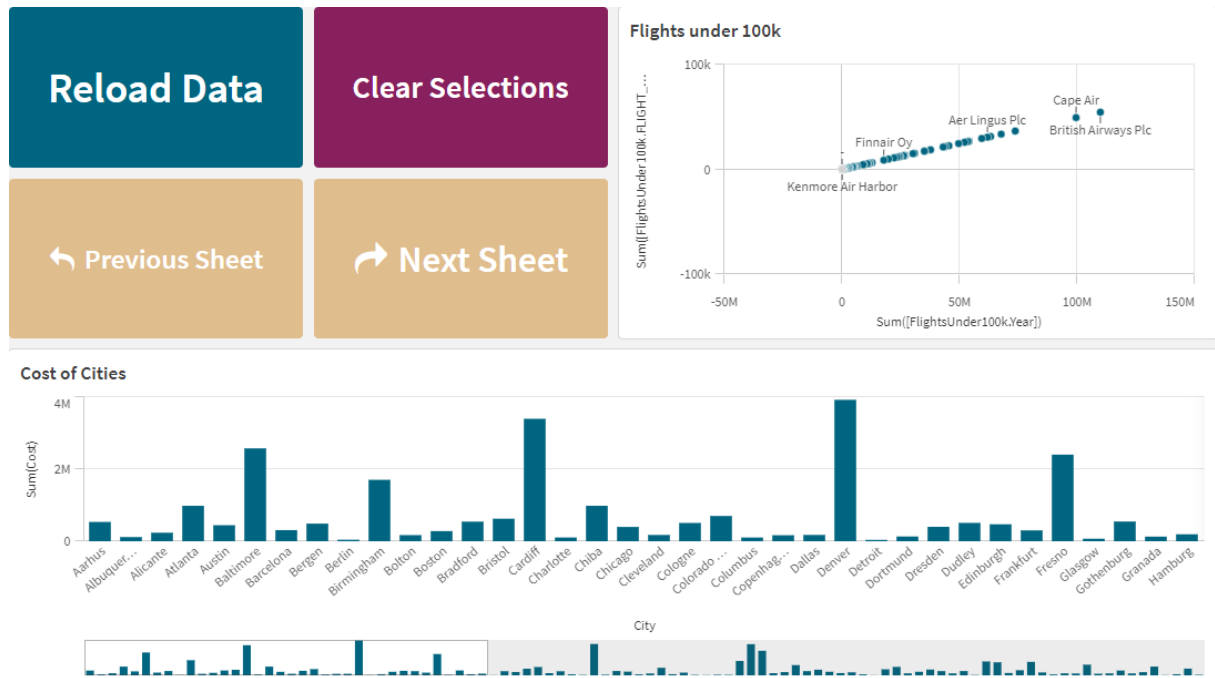 Reload Data
Clear Selections
Previous Sheet
Next Sheet
Flights under 100k
Sum([FlightsUnder100k.FLIGHT_...
100k
0
-100k
Cape Air
British Airways Plc
Aer Lingus Plc
Finnair Oy
Kenmore Air Harbor
-50M
0
50M
100M
150M
Sum([FlightsUnder100k.Year])
Cost of Cities
Sum(Cost)
4M
2M
0
Aarhus
Albuquer...
Alicante
Atlanta
Austin
Baltimore
Barcelona
Bergen
Berlin
Birmingham
Bolton
Boston
Bradford
Bristol
Cardiff
Charlotte
Chiba
Chicago
Cleveland
Cologne
Colorado ...
Columbus
Copenhag...
Dallas
Denver
Detroit
Dortmund
Dresden
Dudley
Edinburgh
Frankfurt
Fresno
Glasgow
Gothenburg
Granada
Hamburg
City